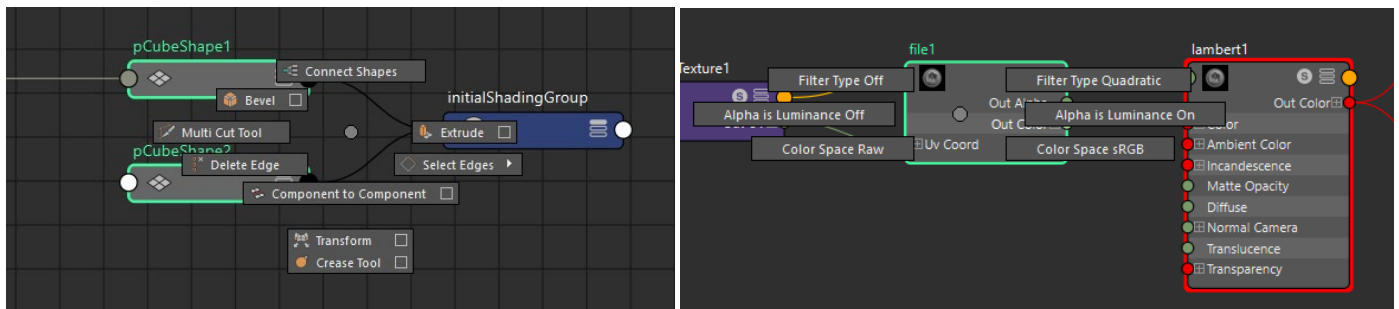 pCubeShape1
Connect Shapes
Bevel
initialShadingGroup
Multi Cut Tool
Extrude
pCubeShape2
Delete Edge
Select Edges
Component to Component
Transform
Crease Tool
Texture1
file1
lambert1
Filter Type Off
Filter Type Quadratic
Out Color
Alpha is Luminance Off
Out
Alpha is Luminance On
Out
Color
Color Space Raw
Uv Coord
Color Space sRGB
Ambient Color
Incandescence
Matte Opacity
Diffuse
Normal Camera
Translucence
Transparency